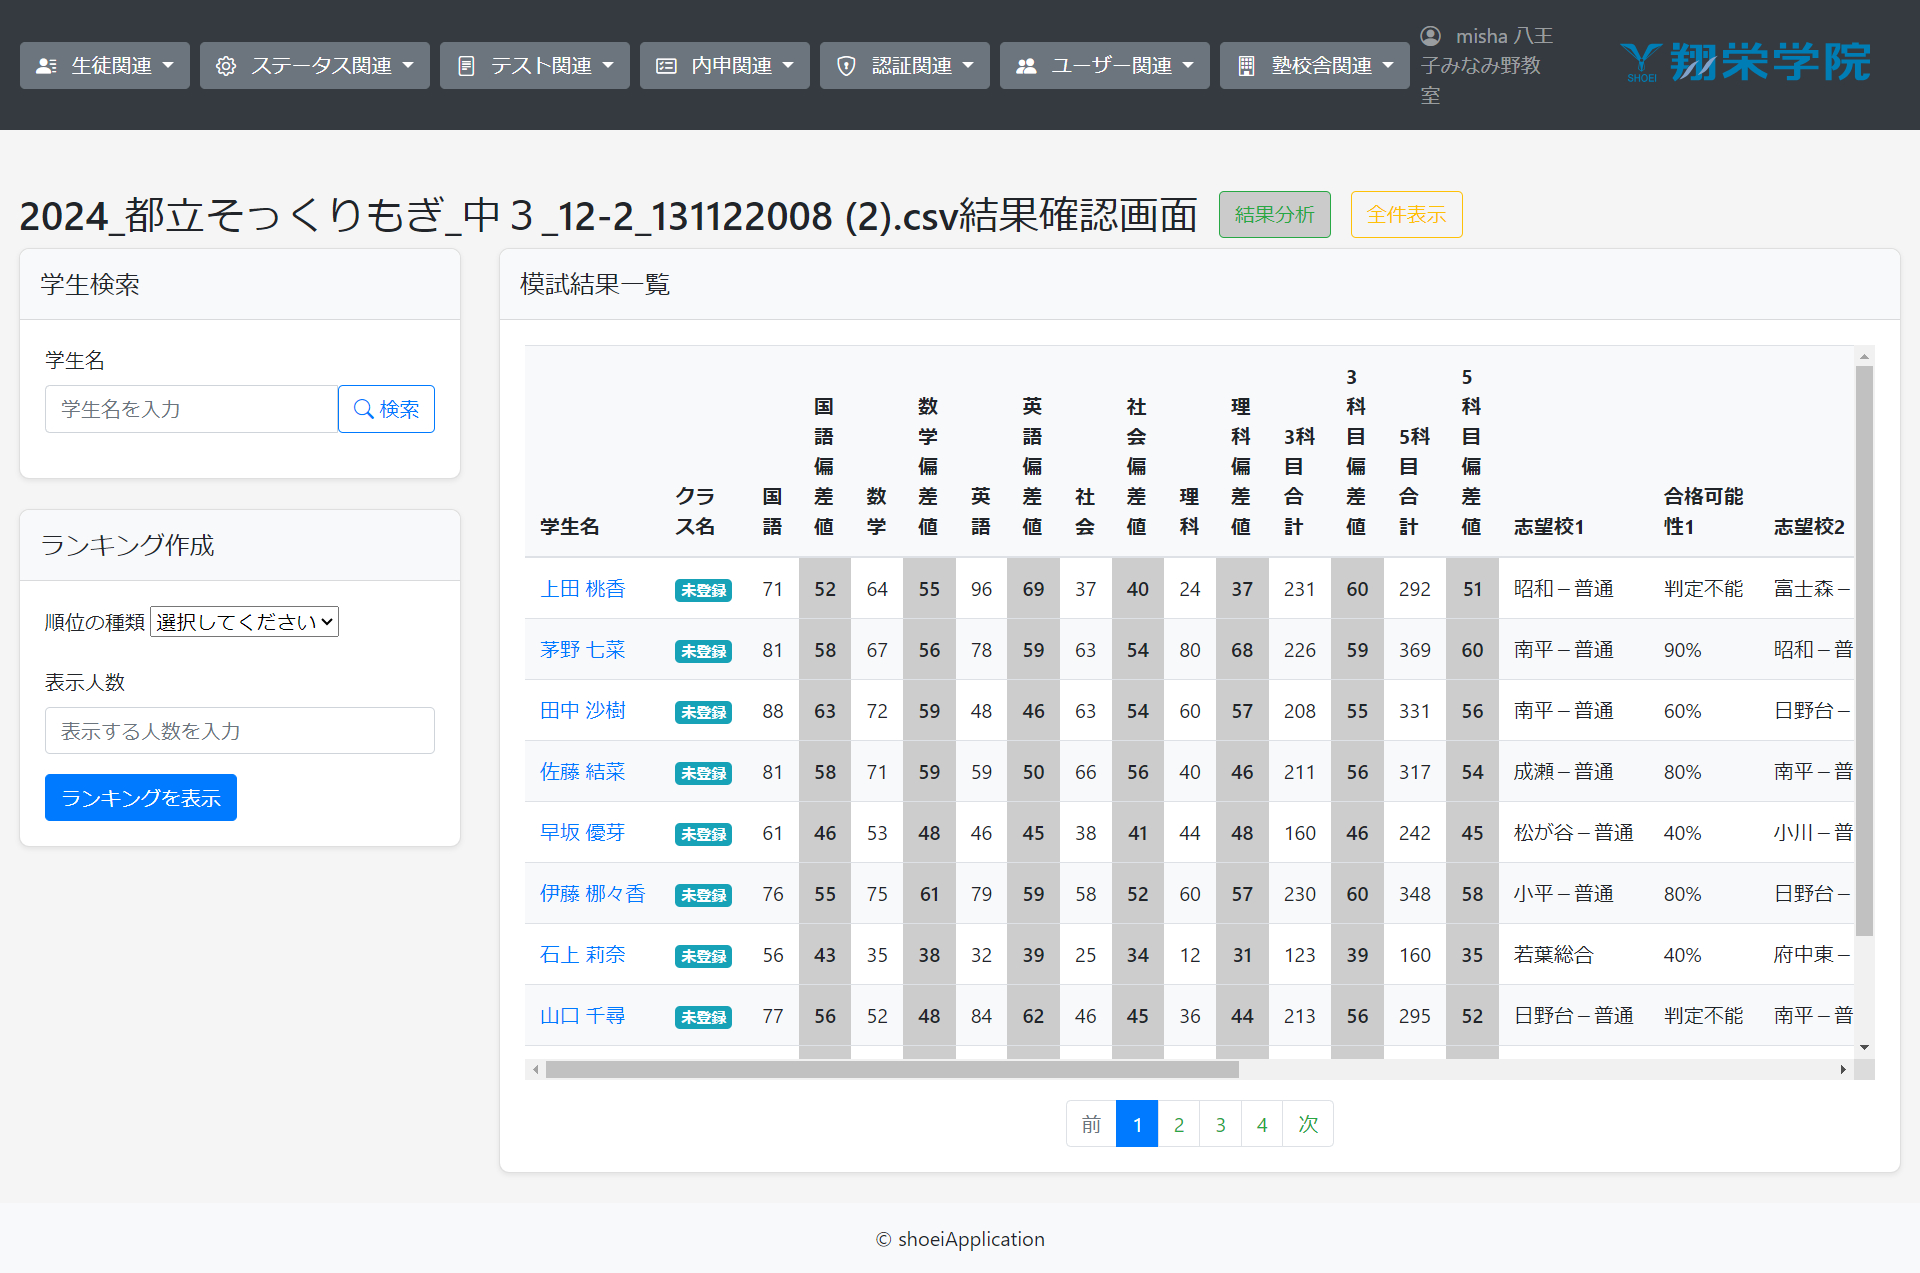 生徒関連 ステータス関連 テスト関連 内申関連 認証関連 ユーザー関連 塾校舎関連 misha 八王
子みなみ野教
室
SHOEI 翔栄学院
2024_都立そっくりもぎ_中３_12-2_131122008 (2).csv結果確認画面 結果分析 全件表示
学生検索
学生名
学生名を入力 検索
ランキング作成
順位の種類 選択してください
表示人数
表示する人数を入力
ランキングを表示
模試結果一覧
学生名 クラス名 国語 国語偏差値 数学 数学偏差値 英語 英語偏差値 社会 社会偏差値 理科 理科偏差値 3科目合計 3科目偏差値 5科目合計 5科目偏差値 志望校1 合格可能性1 志望校2
上田 桃香 未登録 71 52 64 55 96 69 37 40 24 37 231 60 292 51 昭和－普通 判定不能 富士森－
茅野 七菜 未登録 81 58 67 56 78 59 63 54 80 68 226 59 369 60 南平－普通 90% 昭和－普
田中 沙樹 未登録 88 63 72 59 48 46 63 54 60 57 208 55 331 56 南平－普通 60% 日野台－
佐藤 結菜 未登録 81 58 71 59 59 50 66 56 40 46 211 56 317 54 成瀬－普通 80% 南平－普
早坂 優芽 未登録 61 46 53 48 46 45 38 41 44 48 160 46 242 45 松が谷－普通 40% 小川－普
伊藤 梛々香 未登録 76 55 75 61 79 59 58 52 60 57 230 60 348 58 小平－普通 80% 日野台－
石上 莉奈 未登録 56 43 35 38 32 39 25 34 12 31 123 39 160 35 若葉総合 40% 府中東－
山口 千尋 未登録 77 56 52 48 84 62 46 45 36 44 213 56 295 52 日野台－普通 判定不能 南平－普
前 1 2 3 4 次
© shoeiApplication